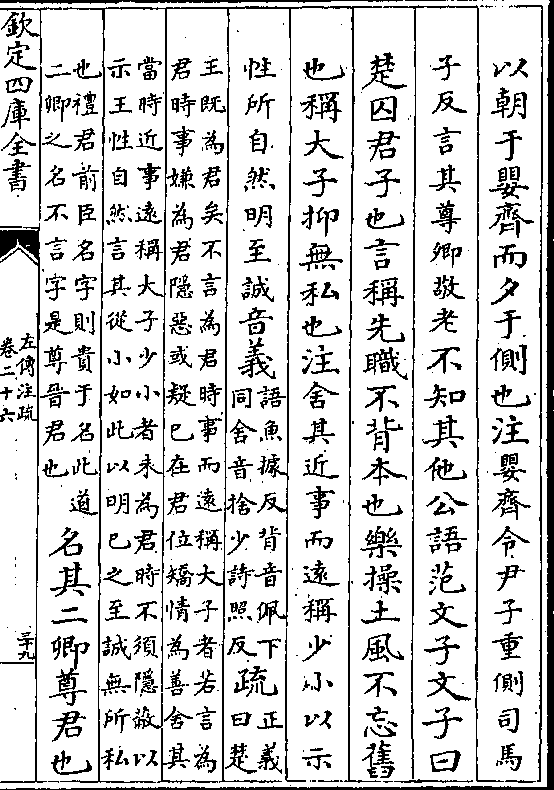 以朝于嬰齊而夕于側也注嬰齊令尹子重側司馬
子反言其尊卿敬老不知其他公語范文子文子曰
楚囚君子也言稱先職不背本也樂操土風不忘舊
也稱大子抑無私也注舍其近事而遠稱少小以示
性所自然明至誠音義
語魚據反背音佩下
同舍音捨少詩照反
疏
正義
曰楚
主既為君矣不言為君時事而遠稱大子者若言為
君時事嫌為君隱惡或疑已在君位矯情為善舍其
當時近事遠稱大子少小者未為君時不須隱蔽以
示王性自然言其從小如此以明已之至誠無所私
也禮君前臣名字則貴于名此道
二卿之名不言字是尊晉君也
名其二卿尊君也
欽定四庫全書
左傳注疏
卷二十六
三十九